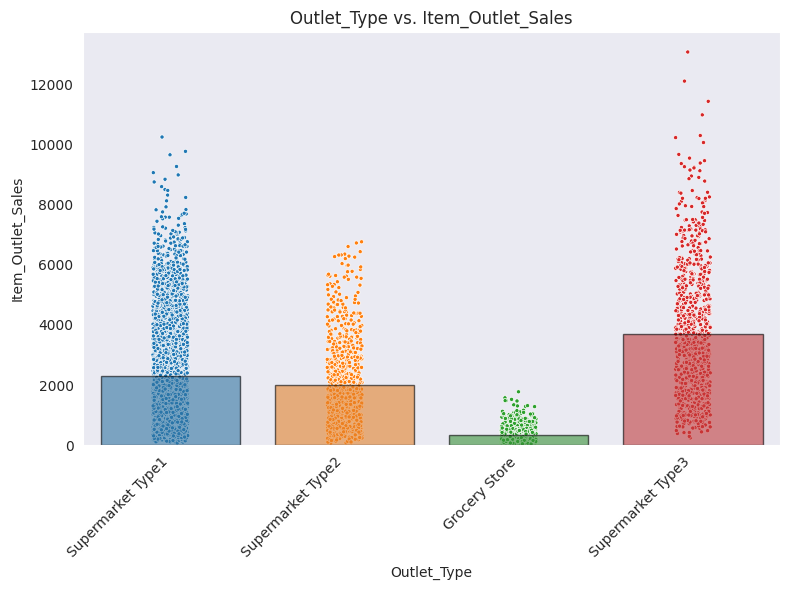 Outlet_Type vs. Item_Outlet_Sales
Item_Outlet_Sales
12000
10000
8000
6000
4000
2000
0
Supermarket Type1
Supermarket Type2
Grocery Store
Supermarket Type3
Outlet_Type